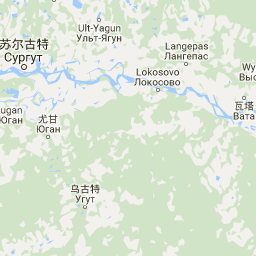 Ult-Yagun
Ульт-Ягун
苏尔古特
Сургут
Langepas
Лангепас
Lokosovo
Локосово
Wy
Вы
瓦塔
Вата
ugan
Юган
尤甘
Юган
乌古特
Угут